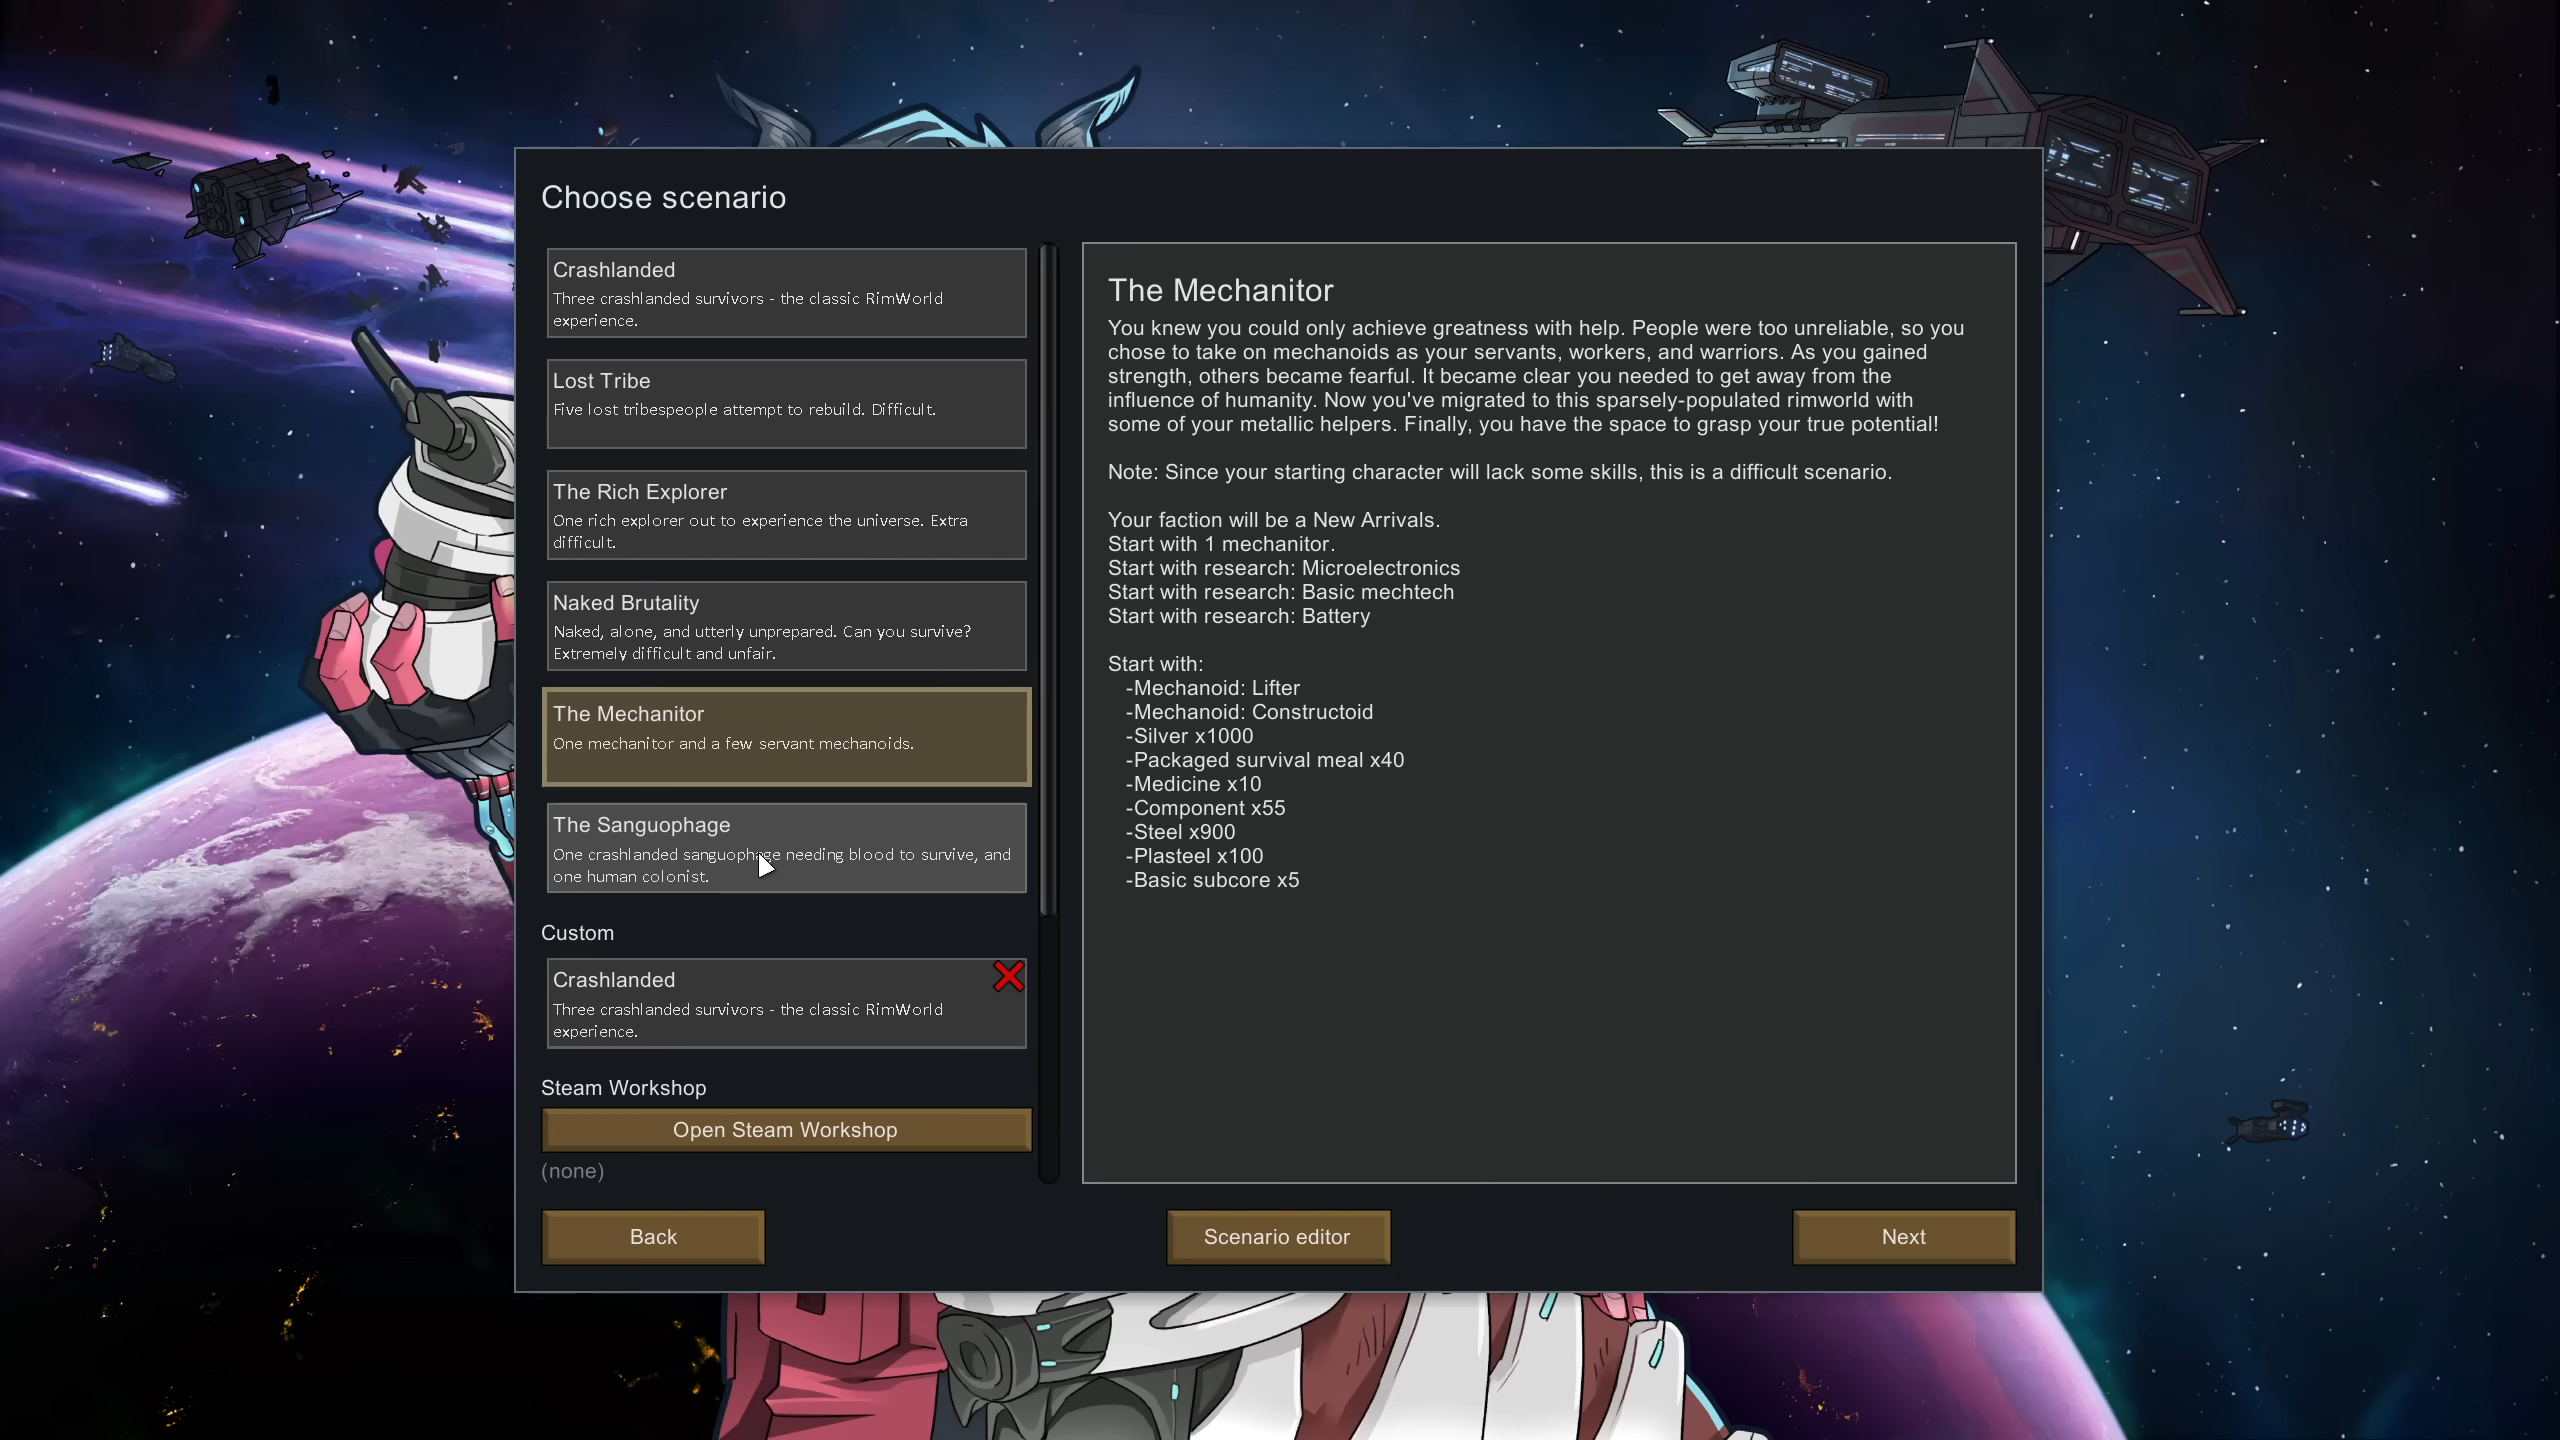 Choose scenario
Crashlanded
Three crashlanded survivors - the classic RimWorld
experience.
Lost Tribe
Five lost tribespeople attempt to rebuild. Difficult.
The Rich Explorer
One rich explorer out to experience the universe. Extra
difficult.
Naked Brutality
Naked, alone, and utterly unprepared. Can you survive?
Extremely difficult and unfair.
The Mechanitor
One mechanitor and a few servant mechanoids.
The Sanguophage
One crashlanded sanguophage needing blood to survive, and
one human colonist.
Custom
Crashlanded
Three crashlanded survivors - the classic RimWorld
experience.
Steam Workshop
Open Steam Workshop
(none)
The Mechanitor
You knew you could only achieve greatness with help. People were too unreliable, so you
chose to take on mechanoids as your servants, workers, and warriors. As you gained
strength, others became fearful. It became clear you needed to get away from the
influence of humanity. Now you've migrated to this sparsely-populated rimworld with
some of your metallic helpers. Finally, you have the space to grasp your true potential!
Note: Since your starting character will lack some skills, this is a difficult scenario.
Your faction will be a New Arrivals.
Start with 1 mechanitor.
Start with research: Microelectronics
Start with research: Basic mechtech
Start with research: Battery
Start with:
-Mechanoid: Lifter
-Mechanoid: Constructoid
-Silver x1000
-Packaged survival meal x40
-Medicine x10
-Component x55
-Steel x900
-Plasteel x100
-Basic subcore x5
Back
Scenario editor
Next